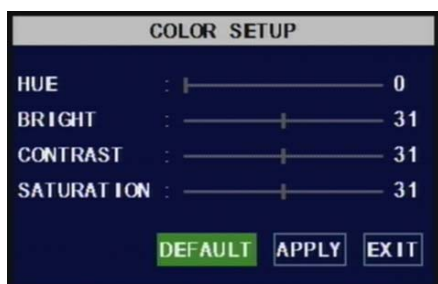 COLOR SETUP
HUE : 0
BRIGHT : 31
CONTRAST : 31
SATURATION : 31
DEFAULT APPLY EXIT